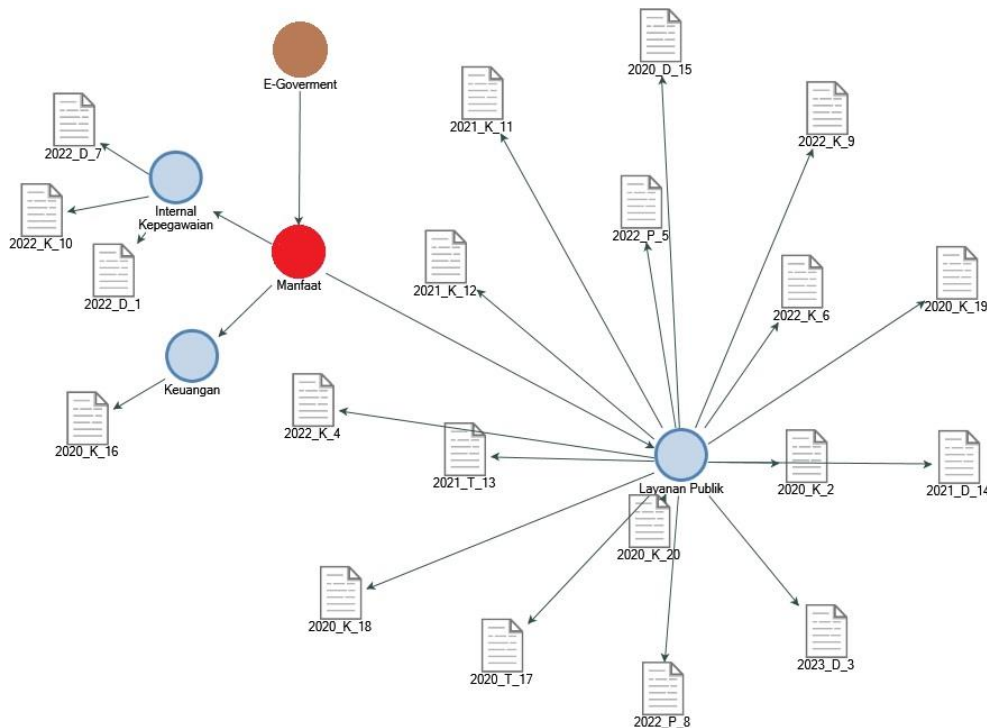 E-Goverment
2020_D_15
2021_K_11
2022_K_9
2022_D_7
Internal
Kepegawaian
2022_K_10
2022_P_5
2022_D_1
Manfaat
2021_K_12
2022_K_6
2020_K_19
Keuangan
2020_K_16
2022_K_4
2021_T_13
Layanan Publik
2020_K_2
2021_D_14
2020_K_20
2020_K_18
2020_T_17
2023_D_3
2022_P_8